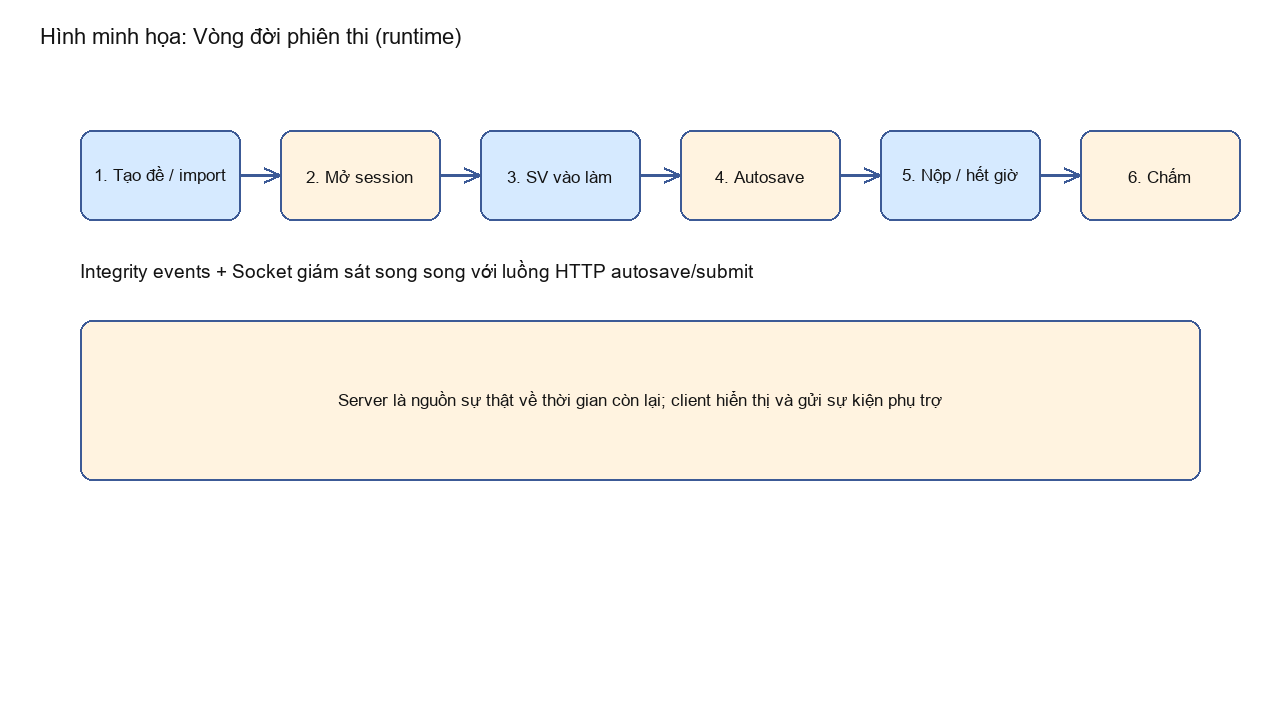 Hình minh họa: Vòng đời phiên thi (runtime)
1. Tạo đề / import
2. Mở session
3. SV vào làm
4. Autosave
5. Nộp / hết giờ
6. Chấm
Integrity events + Socket giám sát song song với luồng HTTP autosave/submit
Server là nguồn sự thật về thời gian còn lại; client hiển thị và gửi sự kiện phụ trợ